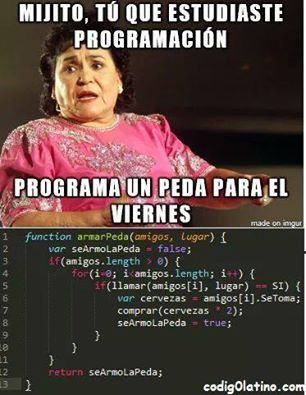 MIJITO, TÚ QUE ESTUDIASTE
PROGRAMACIÓN
PROGRAMA UN PEDA PARA EL
VIERNES
made on imgur
1 function armarPeda(amigos, lugar) {
2 var seArmoLaPeda = false;
3 if(amigos.length > 0) {
4 for(i=0; i<amigos.length; i++) {
5 if(llamar(amigos[i], lugar) == SI) {
6 var cervezas = amigos[i].SeToma;
7 comprar(cervezas * 2);
8 seArmoLaPeda = true;
9 }
10 }
11 }
12 return seArmoLaPeda;
13 }
codig0latino.com